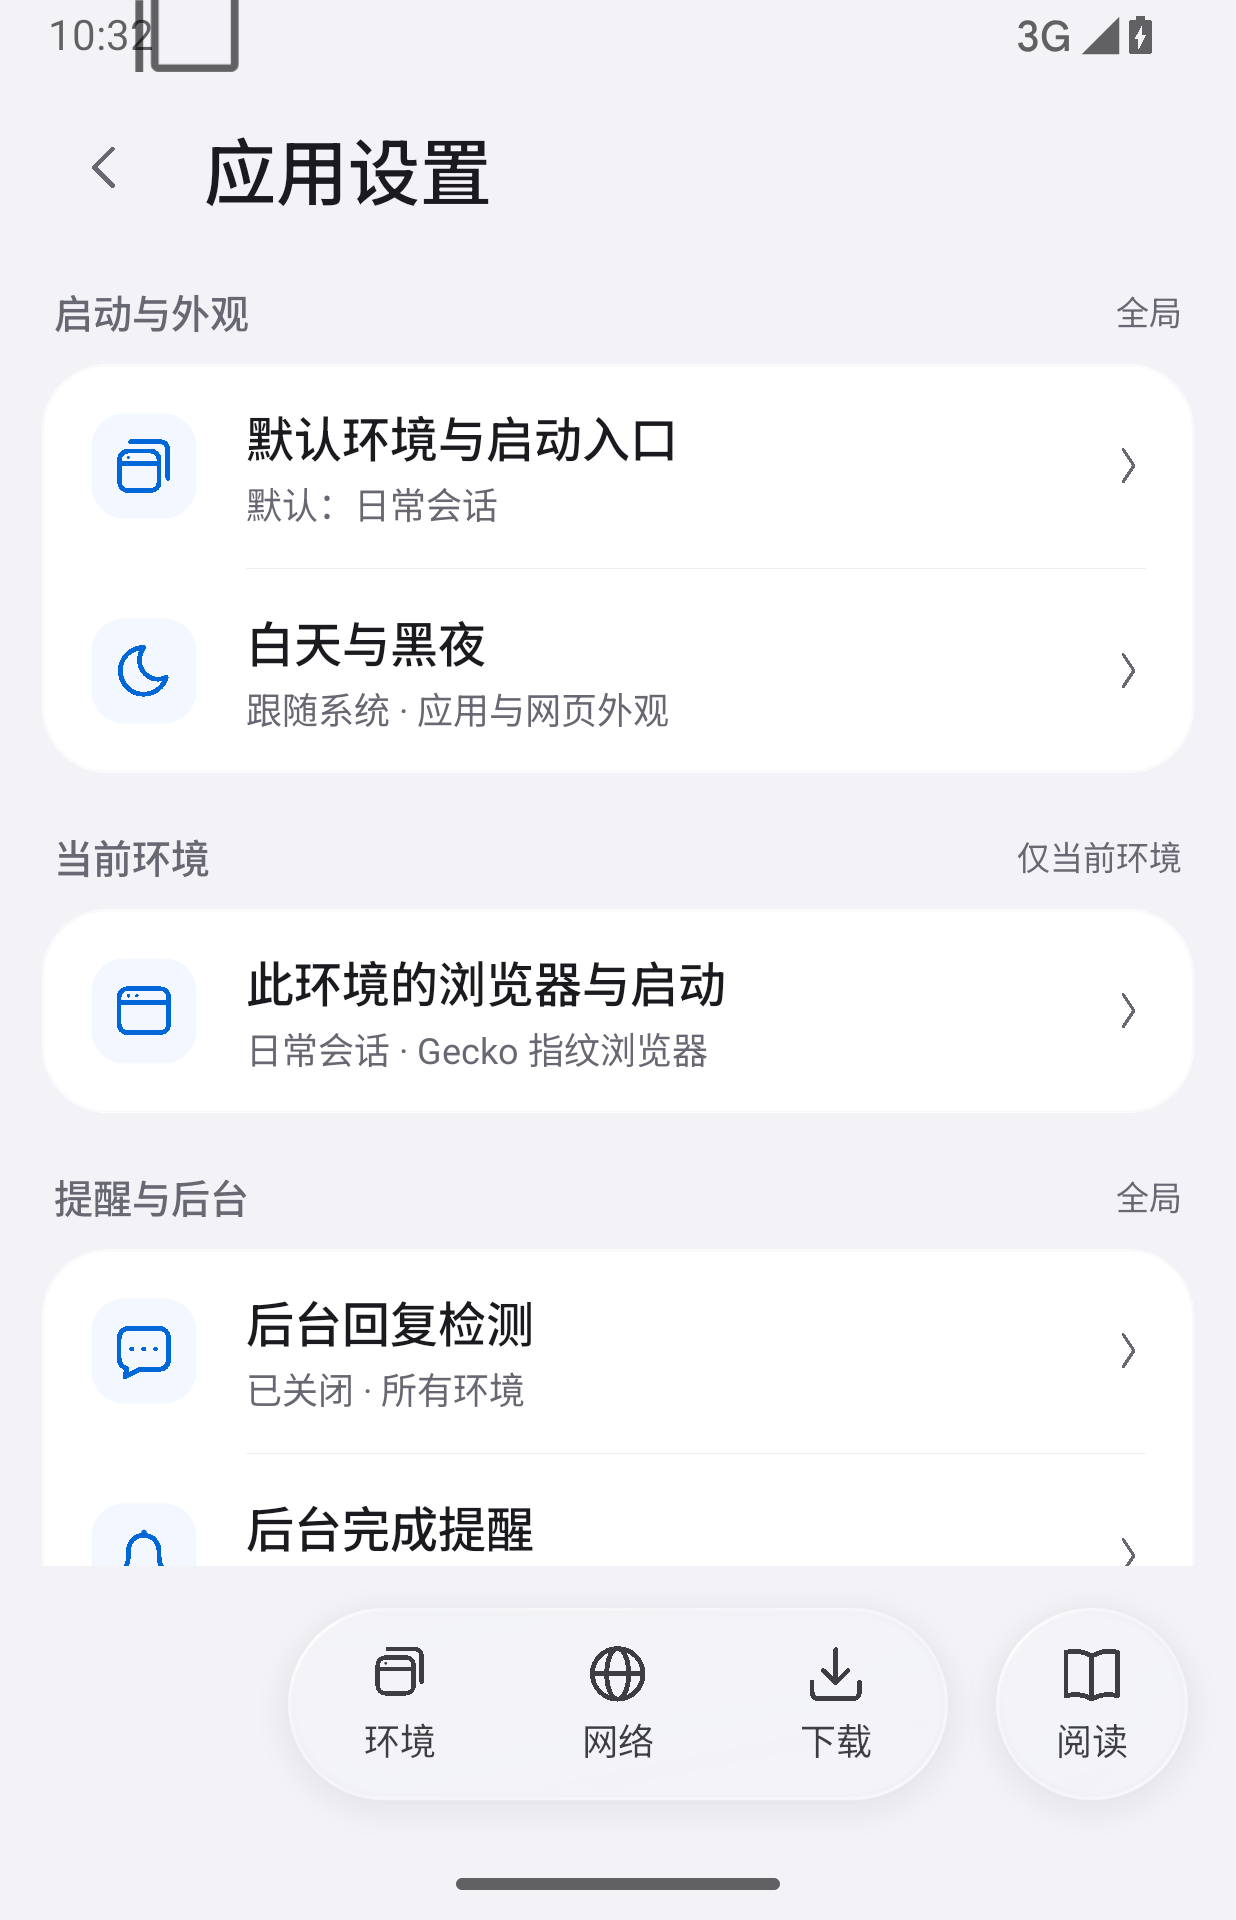 10:32
3G
应用设置
启动与外观
全局
默认环境与启动入口
默认：日常会话
白天与黑夜
跟随系统 · 应用与网页外观
当前环境
仅当前环境
此环境的浏览器与启动
日常会话 · Gecko 指纹浏览器
提醒与后台
全局
后台回复检测
已关闭 · 所有环境
后台完成提醒
环境
网络
下载
阅读